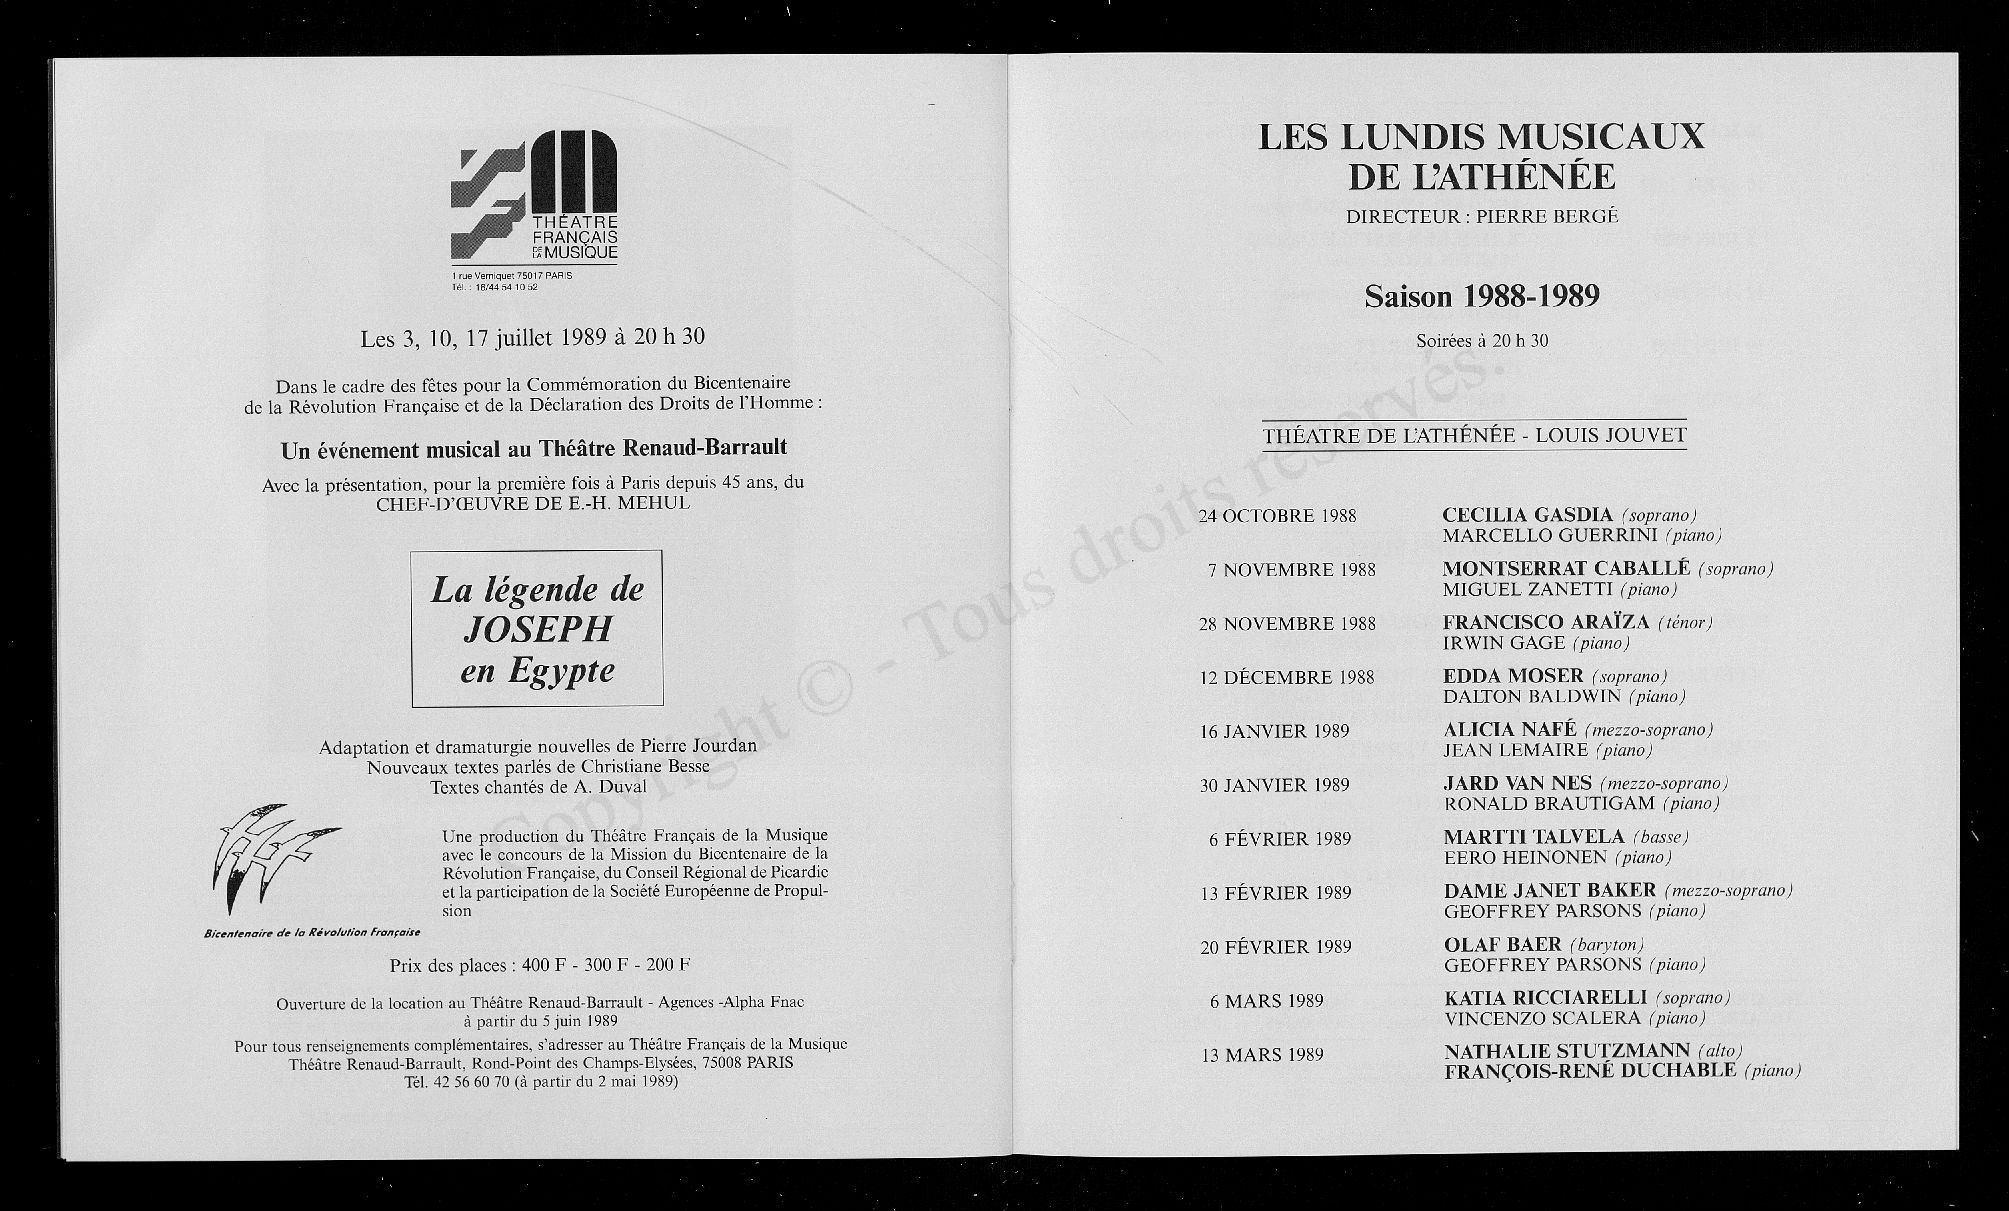 THÉATRE
FRANÇAIS
DE LA MUSIQUE
1 rue Verniquet 75017 PARIS
Tél. : 16/44 54 10 52
Les 3, 10, 17 juillet 1989 à 20 h 30
Dans le cadre des fêtes pour la Commémoration du Bicentenaire
de la Révolution Française et de la Déclaration des Droits de l'Homme :
Un événement musical au Théâtre Renaud-Barrault
Avec la présentation, pour la première fois à Paris depuis 45 ans, du
CHEF-D'ŒUVRE DE E.-H. MEHUL
La légende de
JOSEPH
en Egypte
Adaptation et dramaturgie nouvelles de Pierre Jourdan
Nouveaux textes parlés de Christiane Besse
Textes chantés de A. Duval
Une production du Théâtre Français de la Musique
avec le concours de la Mission du Bicentenaire de la
Révolution Française, du Conseil Régional de Picardie
et la participation de la Société Européenne de Propul-
sion
Bicentenaire de la Révolution Française
Prix des places : 400 F - 300 F - 200 F
Ouverture de la location au Théâtre Renaud-Barrault - Agences -Alpha Fnac
à partir du 5 juin 1989
Pour tous renseignements complémentaires, s'adresser au Théâtre Français de la Musique
Théâtre Renaud-Barrault, Rond-Point des Champs-Elysées, 75008 PARIS
Tél. 42 56 60 70 (à partir du 2 mai 1989)
LES LUNDIS MUSICAUX
DE L'ATHÉNÉE
DIRECTEUR : PIERRE BERGÉ
Saison 1988-1989
Soirées à 20 h 30
THÉATRE DE L'ATHÉNÉE - LOUIS JOUVET
24 OCTOBRE 1988 CECILIA GASDIA (soprano)
MARCELLO GUERRINI (piano)
7 NOVEMBRE 1988 MONTSERRAT CABALLÉ (soprano)
MIGUEL ZANETTI (piano)
28 NOVEMBRE 1988 FRANCISCO ARAÏZA (ténor)
IRWIN GAGE (piano)
12 DÉCEMBRE 1988 EDDA MOSER (soprano)
DALTON BALDWIN (piano)
16 JANVIER 1989 ALICIA NAFÉ (mezzo-soprano)
JEAN LEMAIRE (piano)
30 JANVIER 1989 JARD VAN NES (mezzo-soprano)
RONALD BRAUTIGAM (piano)
6 FÉVRIER 1989 MARTTI TALVELA (basse)
EERO HEINONEN (piano)
13 FÉVRIER 1989 DAME JANET BAKER (mezzo-soprano)
GEOFFREY PARSONS (piano)
20 FÉVRIER 1989 OLAF BAER (baryton)
GEOFFREY PARSONS (piano)
6 MARS 1989 KATIA RICCIARELLI (soprano)
VINCENZO SCALERA (piano)
13 MARS 1989 NATHALIE STUTZMANN (alto)
FRANÇOIS-RENÉ DUCHABLE (piano)
Copyright © - Tous droits réservés.